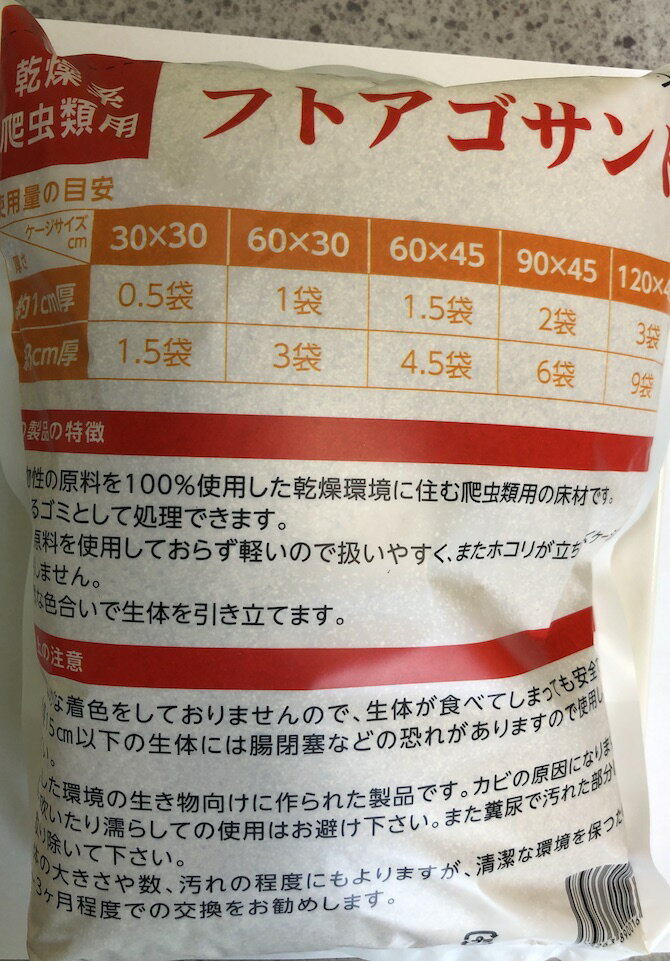 乾燥系
爬虫類用
フトアゴサンド
使用量の目安
ケージサイズ
cm
厚さ
30×30 60×30 60×45 90×45 120×4
約1cm厚 0.5袋 1袋 1.5袋 2袋 3袋
約3cm厚 1.5袋 3袋 4.5袋 6袋 9袋
の製品の特徴
物性の原料を100%使用した乾燥環境に住む爬虫類用の床材です。
るゴミとして処理できます。
原料を使用しておらず軽いので扱いやすく、またホコリが立ち
しません。
な色合いで生体を引き立てます。
上の注意
な着色をしておりませんので、生体が食べてしまっても安全
15cm以下の生体には腸閉塞などの恐れがありますので使用し
い。
した環境の生き物向けに作られた製品です。カビの原因になりま
吹いたり濡らしての使用はお避け下さい。また糞尿で汚れた部分
り除いて下さい。
体の大きさや数、汚れの程度にもよりますが、清潔な環境を保つた
3ヶ月程度での交換をお勧めします。